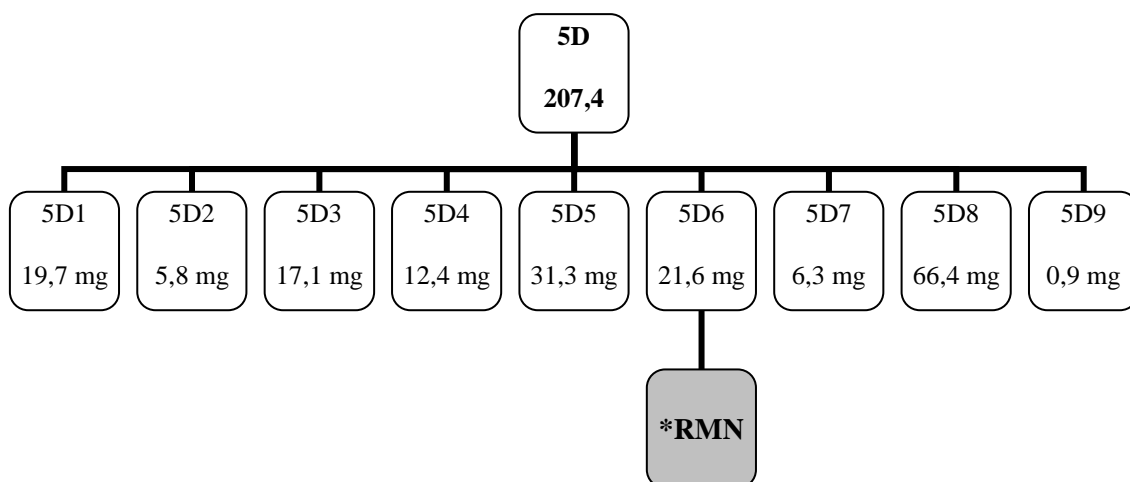 5D
207,4
5D1
19,7 mg
5D2
5,8 mg
5D3
17,1 mg
5D4
12,4 mg
5D5
31,3 mg
5D6
21,6 mg
5D7
6,3 mg
5D8
66,4 mg
5D9
0,9 mg
*RMN